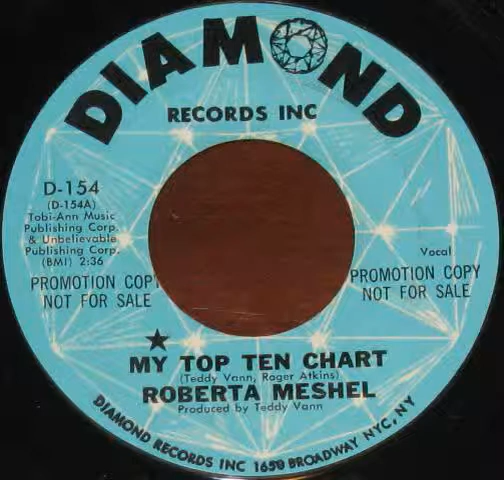 DIAMOND
RECORDS INC
D-154
(D-154A)
Tobi-Ann Music
Publishing Corp.
& Unbelievable
Publishing Corp.
(BMI) 2:36
PROMOTION COPY
NOT FOR SALE
Vocal
PROMOTION COPY
NOT FOR SALE
MY TOP TEN CHART
(Teddy Vann, Roger Atkins)
ROBERTA MESHEL
Produced by Teddy Vann
DIAMOND RECORDS INC 1650 BROADWAY NYC, NY